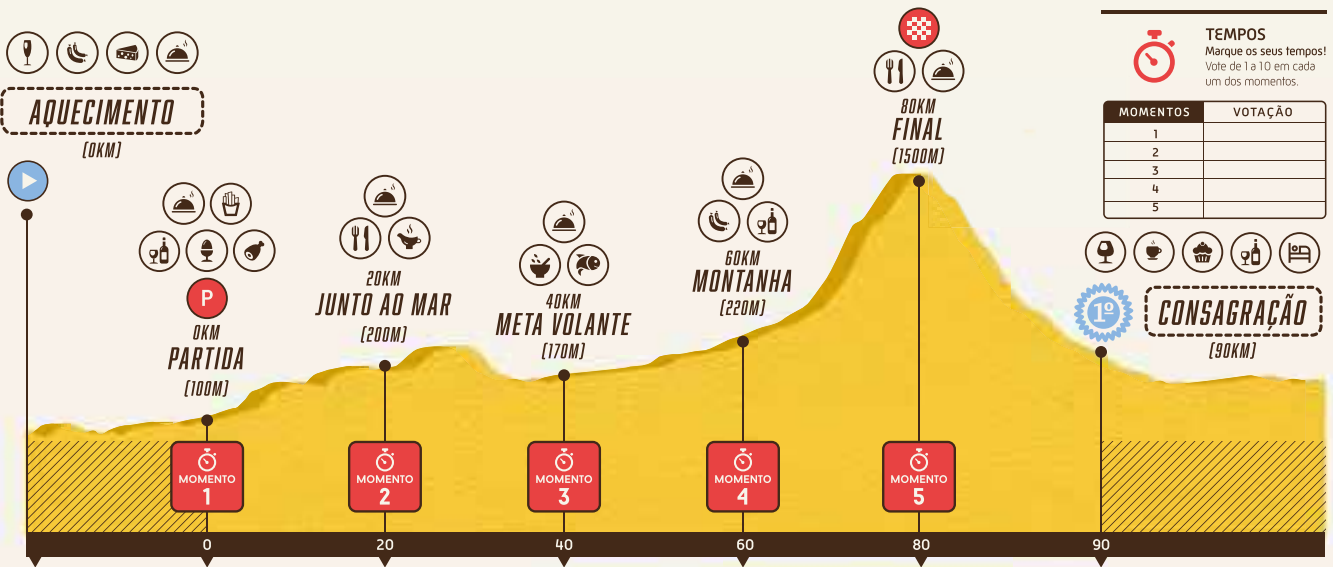 AQUECIMENTO
(0KM)
P
0KM
PARTIDA
(100M)
20KM
JUNTO AO MAR
(200M)
40KM
META VOLANTE
(170M)
60KM
MONTANHA
(220M)
80KM
FINAL
(1500M)
TEMPOS
Marque os seus tempos!
Vote de 1 a 10 em cada
um dos momentos.
MOMENTOS VOTAÇÃO
1
2
3
4
5
1º
CONSAGRAÇÃO
(90KM)
MOMENTO
1
MOMENTO
2
MOMENTO
3
MOMENTO
4
MOMENTO
5
0 20 40 60 80 90